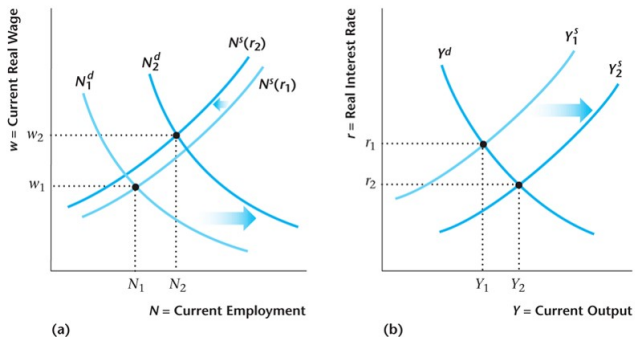 w = Current Real Wage
N₁ᵈ
N₂ᵈ
Nˢ(r₂)
Nˢ(r₁)
w₂
w₁
N₁
N₂
N = Current Employment
(a)
r = Real Interest Rate
Yᵈ
Y₁ˢ
Y₂ˢ
r₁
r₂
Y₁
Y₂
Y = Current Output
(b)